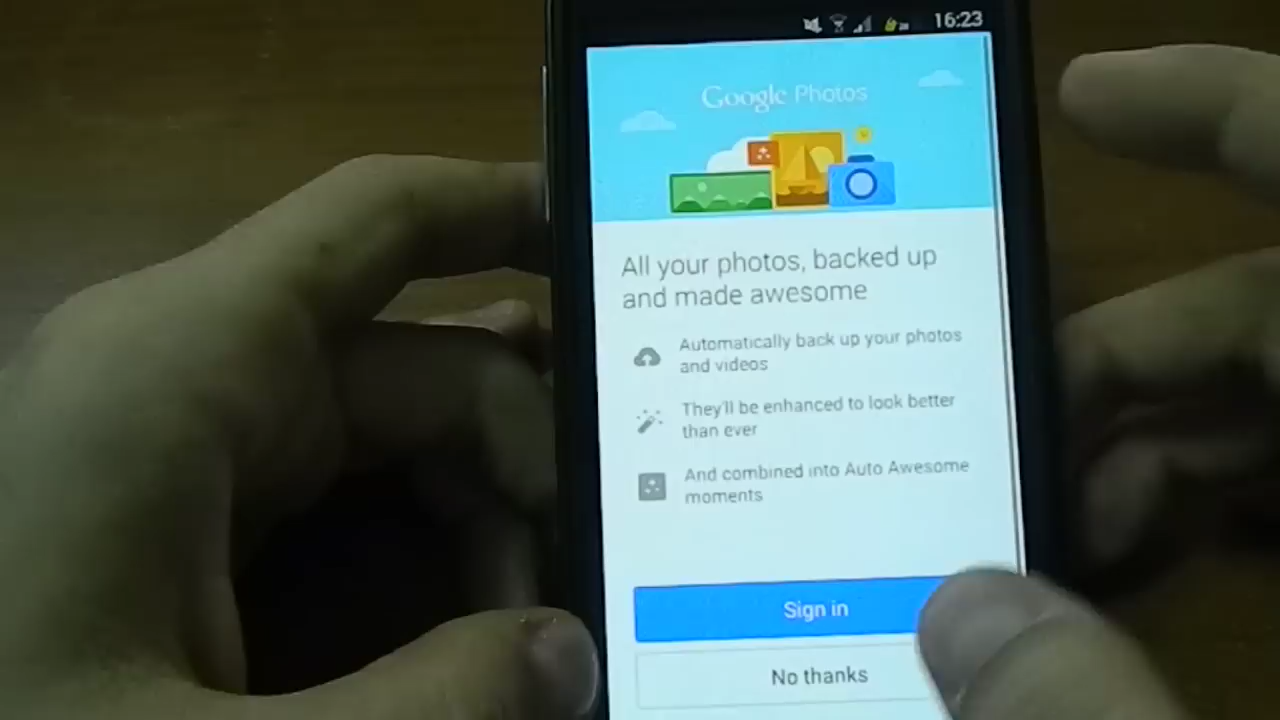 16:23
Google Photos
All your photos, backed up
and made awesome
Automatically back up your photos
and videos
They'll be enhanced to look better
than ever
And combined into Auto Awesome
moments
Sign in
No thanks